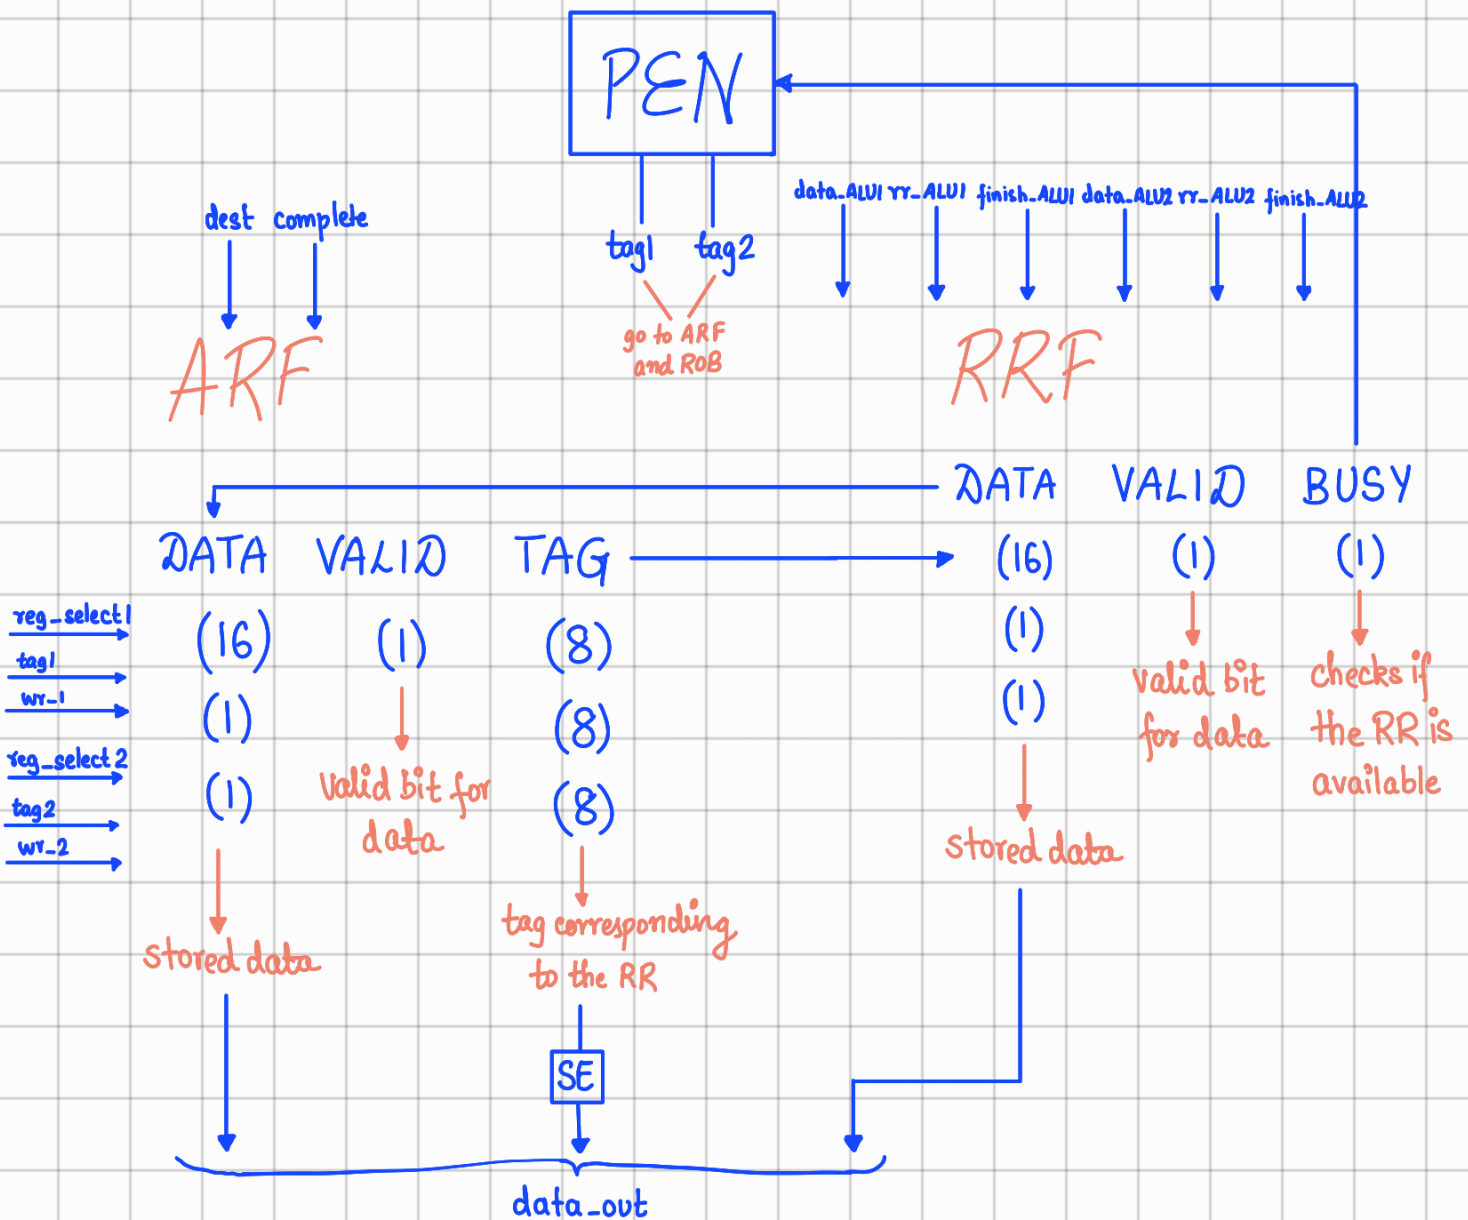 PEN
data_ALU1 rr_ALU1 finish_ALU1 data_ALU2 rr_ALU2 finish_ALU2
dest complete
tag1 tag2
go to ARF
and ROB
ARF
RRF
DATA VALID BUSY
(16) (1) (1)
(1)
(1)
valid bit
for data
checks if
the RR is
available
stored data
DATA VALID TAG
reg_select1
tag1
wr_1
reg_select2
tag2
wr_2
(16) (1) (8)
(1) (8)
(1) (8)
valid bit for
data
stored data
tag corresponding
to the RR
SE
data_out